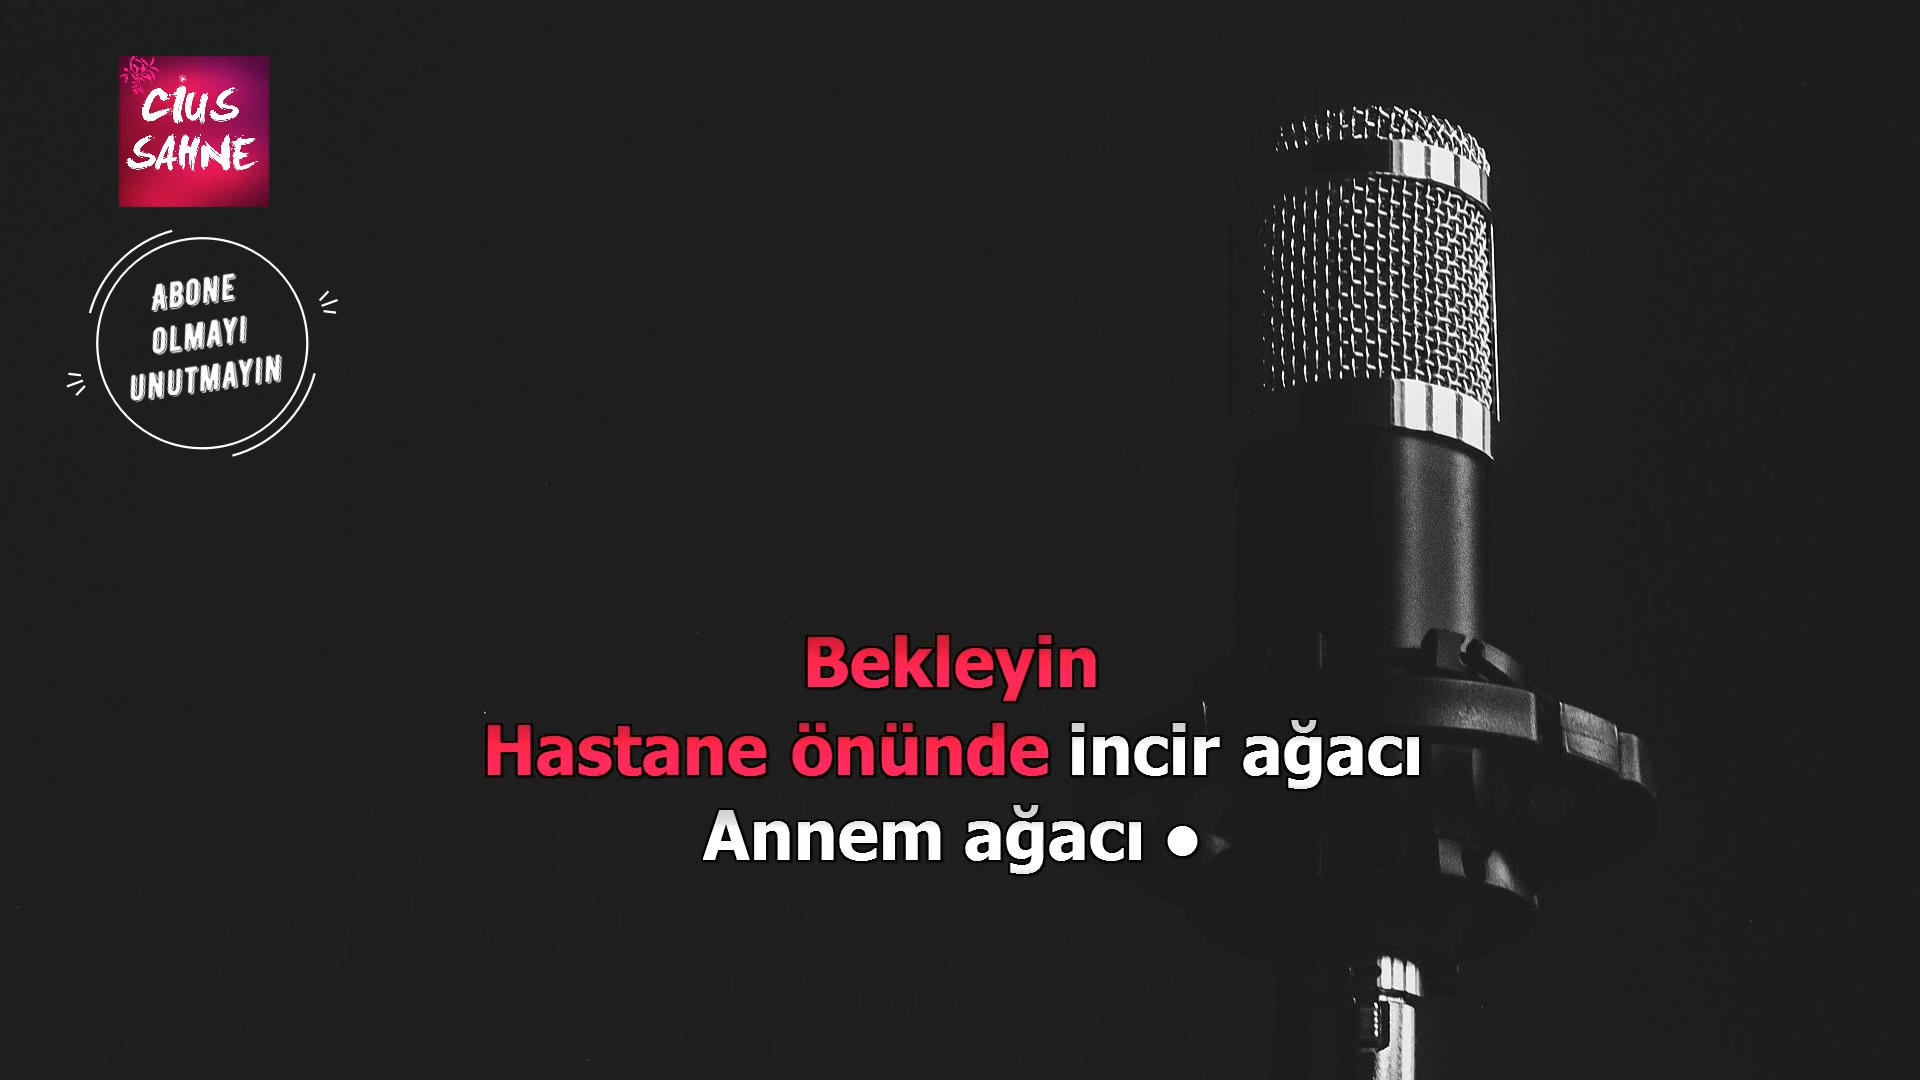 CİUS
SAHNE
ABONE
OLMAYI
UNUTMAYIN
Bekleyin
Hastane önünde incir ağacı
Annem ağacı ●